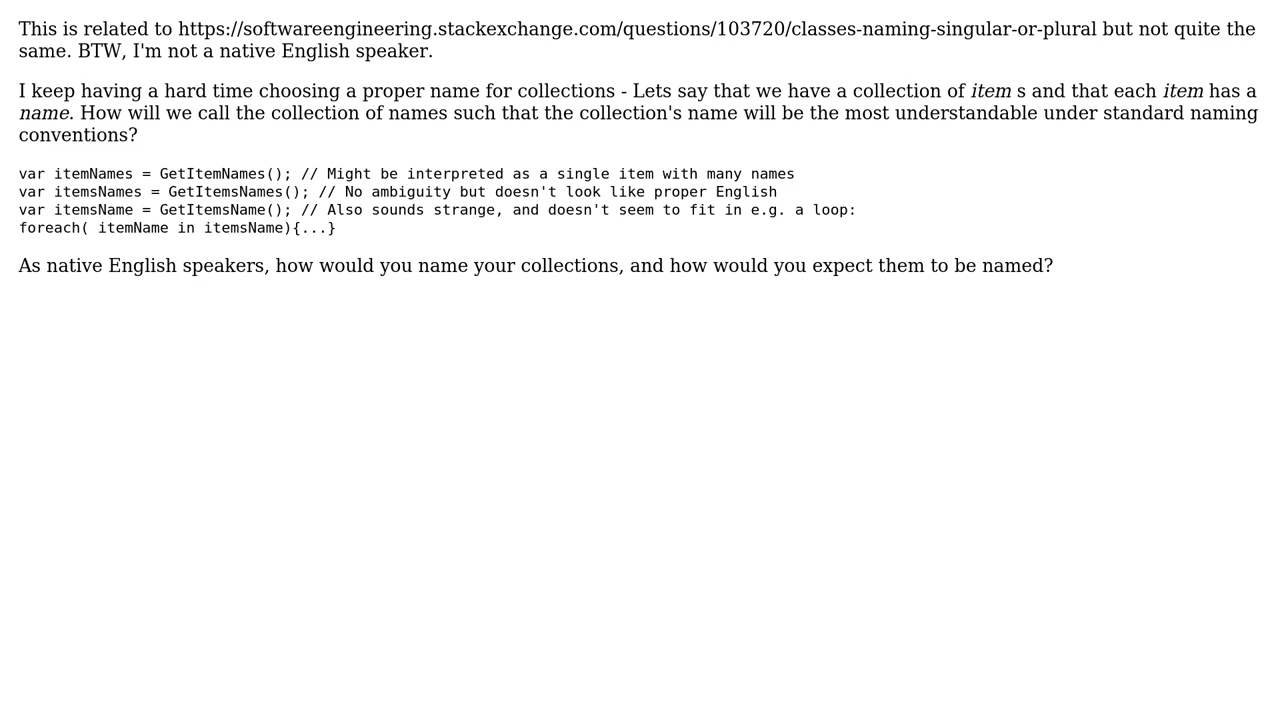 This is related to https://softwareengineering.stackexchange.com/questions/103720/classes-naming-singular-or-plural but not quite the
same. BTW, I'm not a native English speaker.
I keep having a hard time choosing a proper name for collections - Lets say that we have a collection of item s and that each item has a
name. How will we call the collection of names such that the collection's name will be the most understandable under standard naming
conventions?
var itemNames = GetItemNames(); // Might be interpreted as a single item with many names
var itemsNames = GetItemsNames(); // No ambiguity but doesn't look like proper English
var itemsName = GetItemsName(); // Also sounds strange, and doesn't seem to fit in e.g. a loop:
foreach( itemName in itemsName){...}
As native English speakers, how would you name your collections, and how would you expect them to be named?